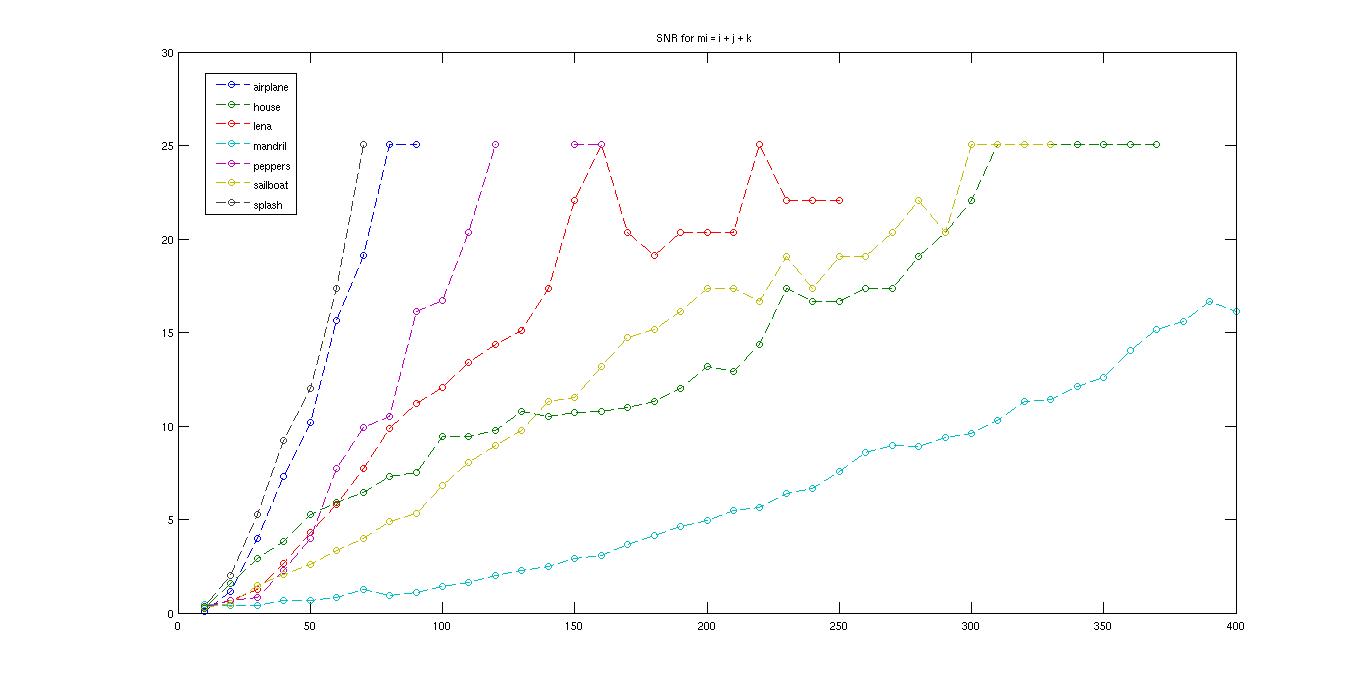 SNR for mi = i + j + k
30
25
20
15
10
5
0
airplane
house
lena
mandril
peppers
sailboat
splash
0 50 100 150 200 250 300 350 400